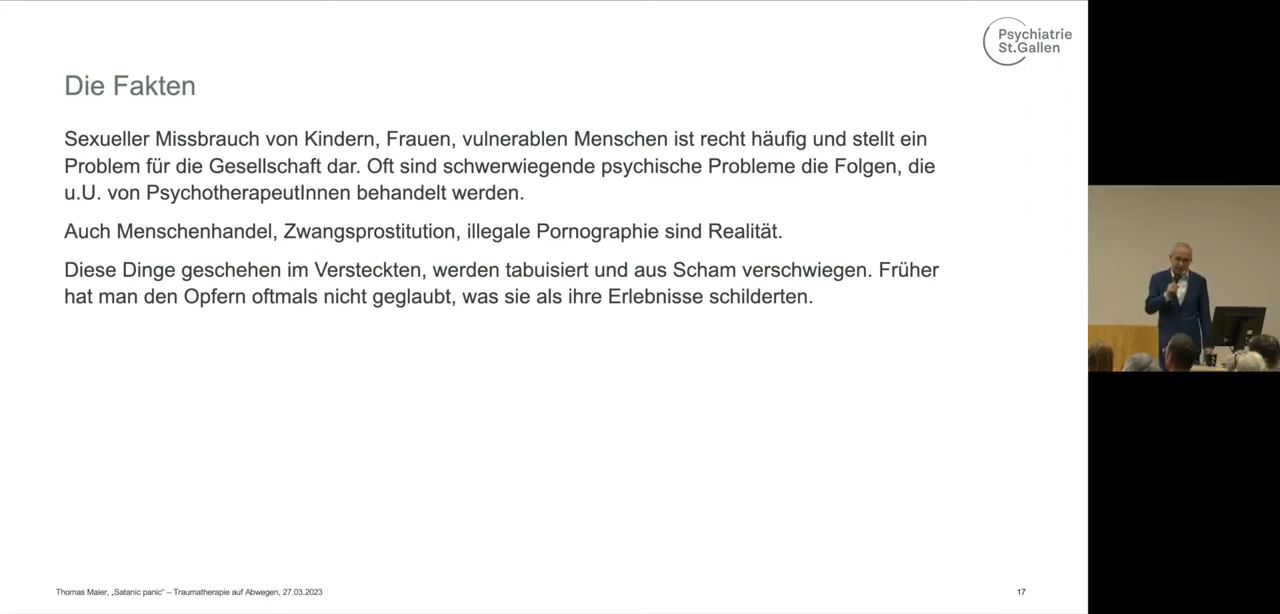 Psychiatrie
St.Gallen
Die Fakten
Sexueller Missbrauch von Kindern, Frauen, vulnerablen Menschen ist recht häufig und stellt ein
Problem für die Gesellschaft dar. Oft sind schwerwiegende psychische Probleme die Folgen, die
u.U. von PsychotherapeutInnen behandelt werden.
Auch Menschenhandel, Zwangsprostitution, illegale Pornographie sind Realität.
Diese Dinge geschehen im Versteckten, werden tabuisiert und aus Scham verschwiegen. Früher
hat man den Opfern oftmals nicht geglaubt, was sie als ihre Erlebnisse schilderten.
Thomas Maier, „Satanic panic“ – Traumatherapie auf Abwegen, 27.03.2023
17